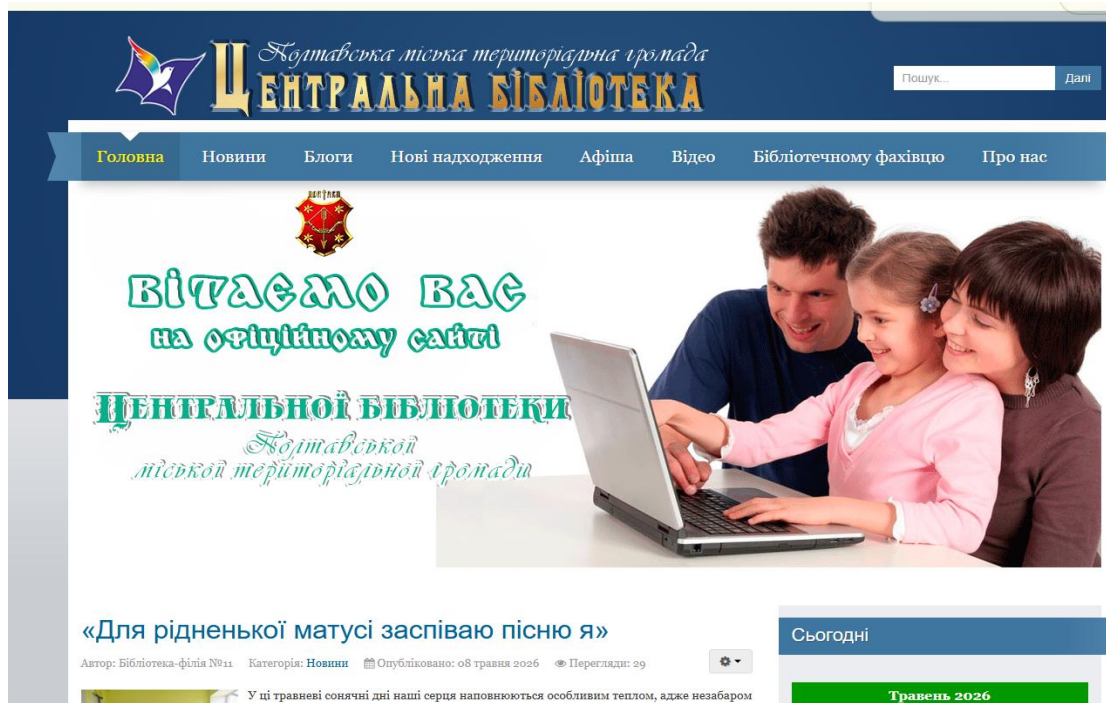 Полтавська міська територіальна громада
Центральна бібліотека
Пошук...
Далі
Головна Новини Блоги Нові надходження Афіша Відео Бібліотечному фахівцю Про нас
ПОЛТАВА
Вітаємо Вас
на офіційному сайті
Центральної бібліотеки
Полтавської
міської територіальної громади
«Для рідненької матусі заспіваю пісню я»
Автор: Бібліотека-філія №11 Категорія: Новини Опубліковано: 08 травня 2026 Перегляди: 29
У ці травневі сонячні дні наші серця наповнюються особливим теплом, адже незабаром
Сьогодні
Травень 2026